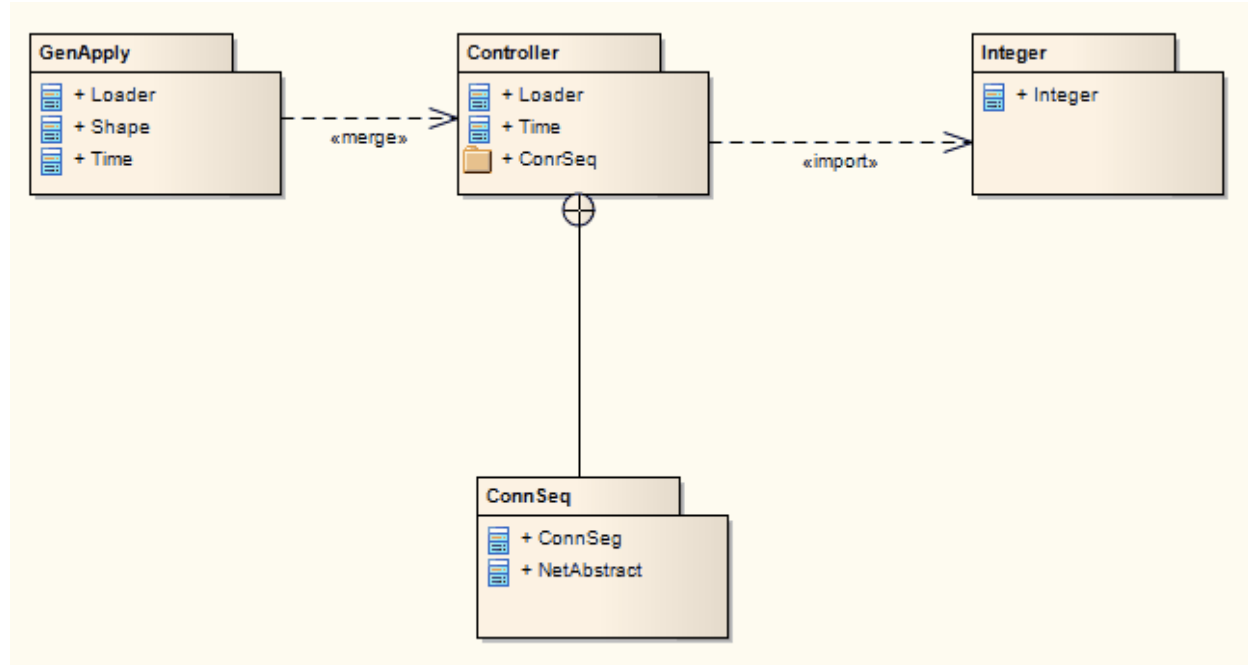 GenApply
+ Loader
+ Shape
+ Time
«merge»
Controller
+ Loader
+ Time
+ ConrSeq
«import»
Integer
+ Integer
ConnSeq
+ ConnSeg
+ NetAbstract